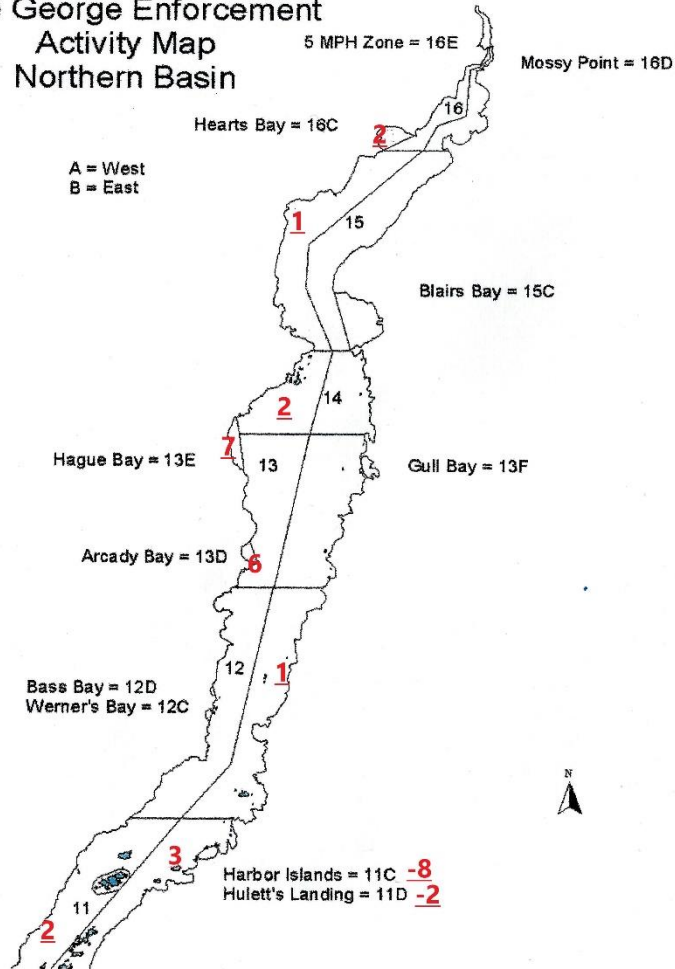 George Enforcement
Activity Map
Northern Basin
5 MPH Zone = 16E
Mossy Point = 16D
16
Hearts Bay = 16C
2
A = West
B = East
1
15
Blairs Bay = 15C
14
2
7
Hague Bay = 13E
13
Gull Bay = 13F
Arcady Bay = 13D
6
12
1
Bass Bay = 12D
Werner's Bay = 12C
N
3
Harbor Islands = 11C -8
Hulett's Landing = 11D -2
11
2